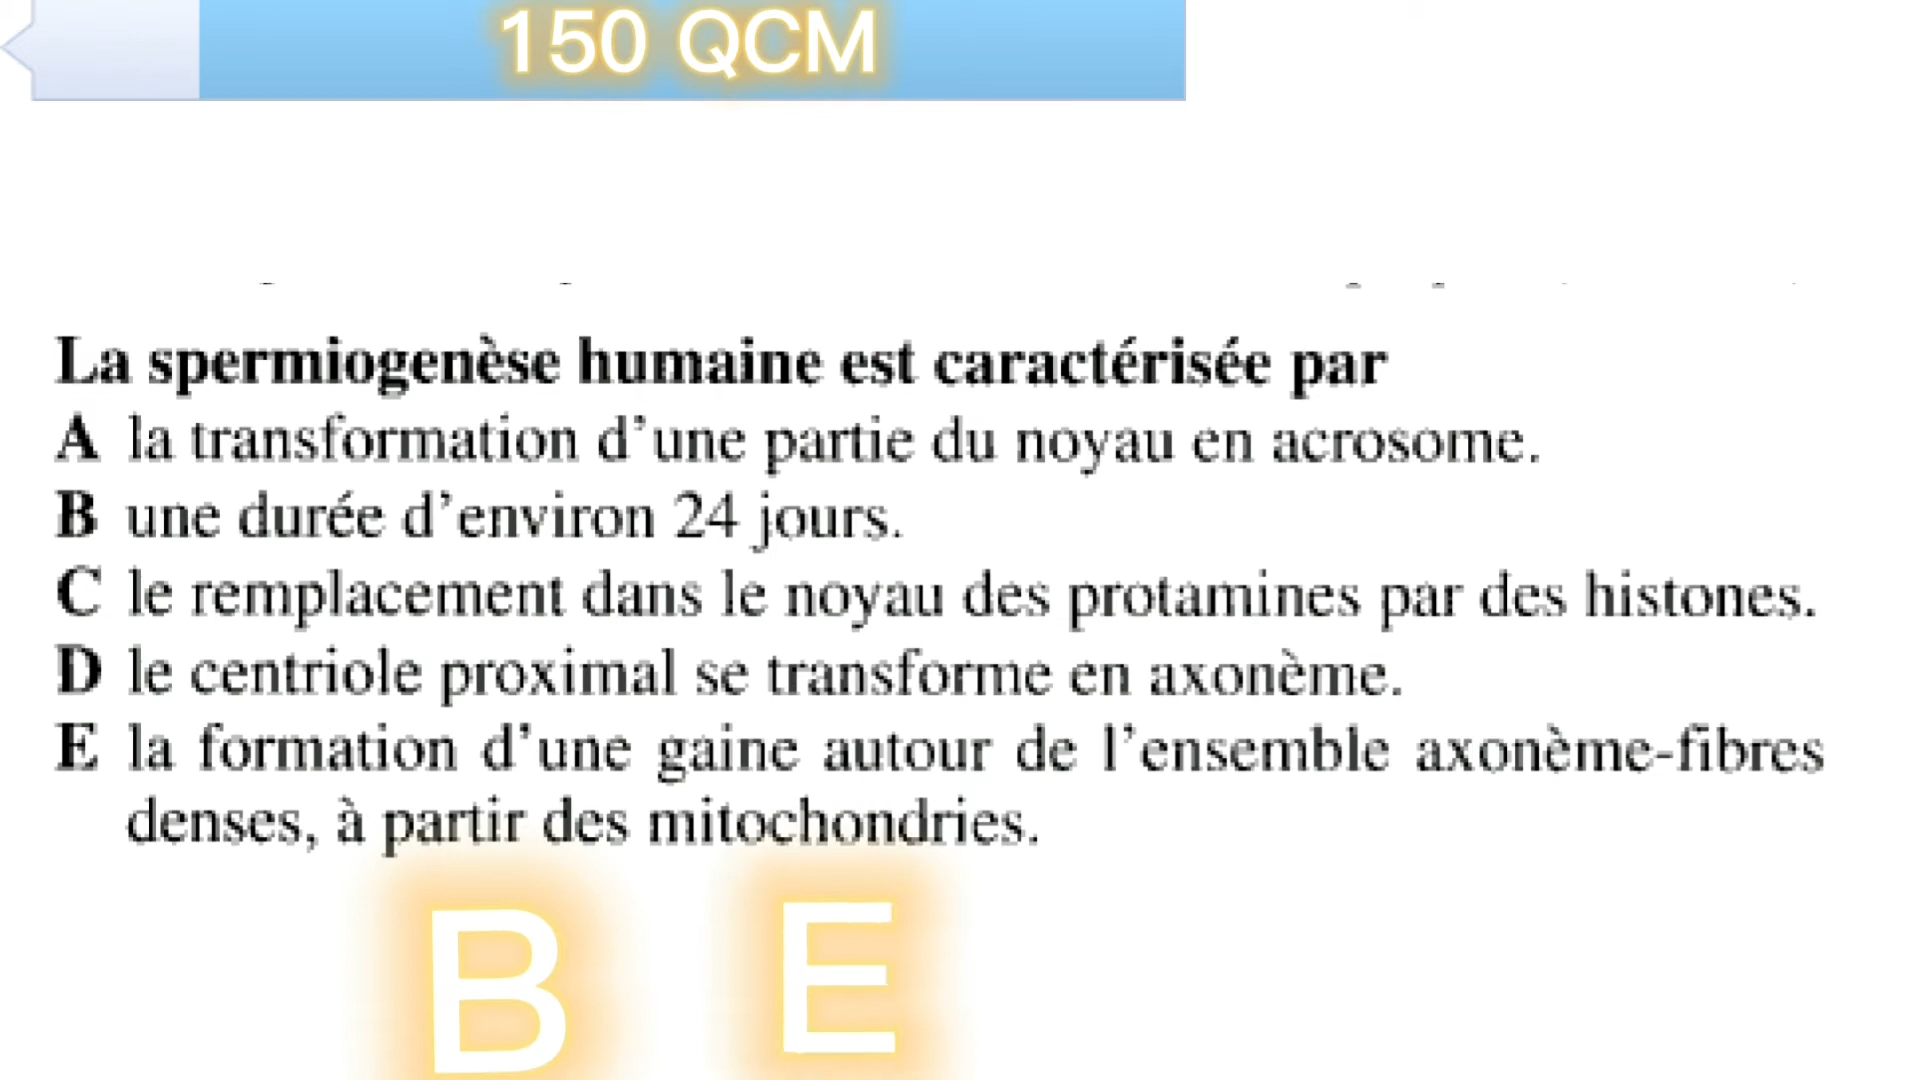 150 QCM
La spermiogenèse humaine est caractérisée par
A la transformation d’une partie du noyau en acrosome.
B une durée d’environ 24 jours.
C le remplacement dans le noyau des protamines par des histones.
D le centriole proximal se transforme en axonème.
E la formation d’une gaine autour de l’ensemble axonème-fibres
denses, à partir des mitochondries.
B E